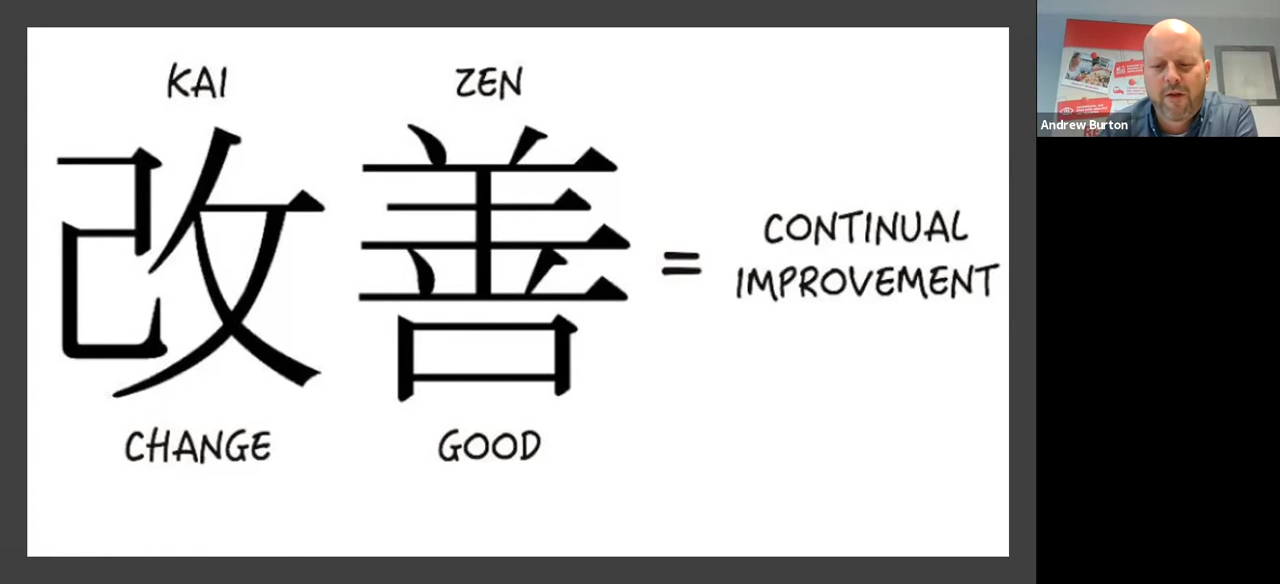 KAI
ZEN
改善
=
CONTINUAL
IMPROVEMENT
CHANGE
GOOD
Andrew Burton